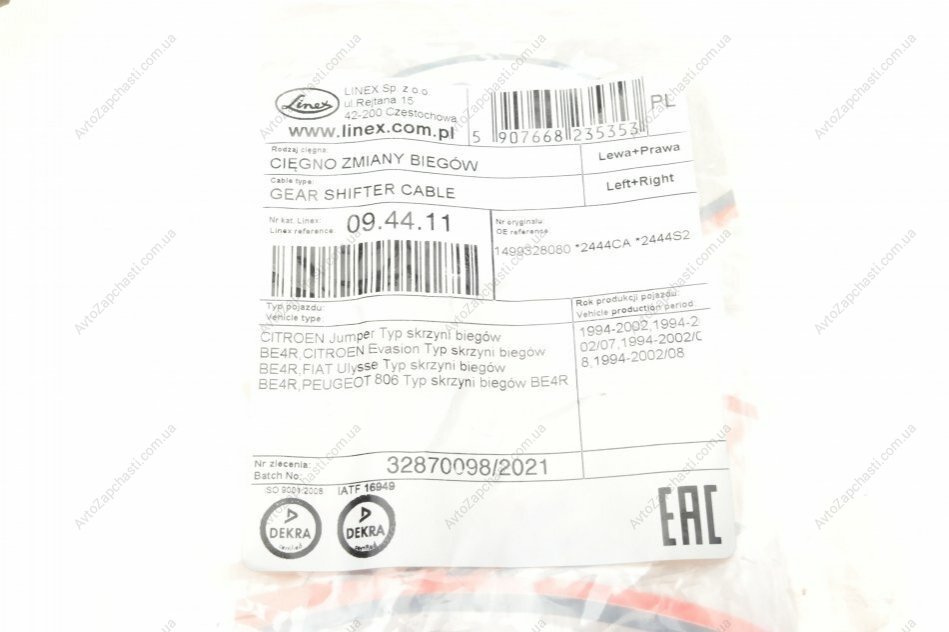 Linex
LINEX Sp. z o.o.
ul.Rejtana 15
42-200 Częstochowa
www.linex.com.pl
5 907668 235353
PL
Rodzaj cięgna:
CIĘGNO ZMIANY BIEGÓW
Lewa+Prawa
Cable type:
GEAR SHIFTER CABLE
Left+Right
Nr kat. Linex:
Linex reference:
09.44.11
Nr oryginału
OE reference
1499328080 *2444CA *2444S2
Typ pojazdu:
Vehicle type:
CITROEN Jumper Typ skrzyni biegów
BE4R,CITROEN Evasion Typ skrzyni biegów
BE4R,FIAT Ulysse Typ skrzyni biegów
BE4R,PEUGEOT 806 Typ skrzyni biegów BE4R
Rok produkcji pojazdu:
Vehicle production period
1994-2002,1994-2
02/07,1994-2002/0
8,1994-2002/08
Nr zlecenia:
Batch No:
32870098/2021
ISO 9001:2008
IATF 16949
DEKRA
certified
DEKRA
certified
EAC
AvtoZapchasti.com.ua